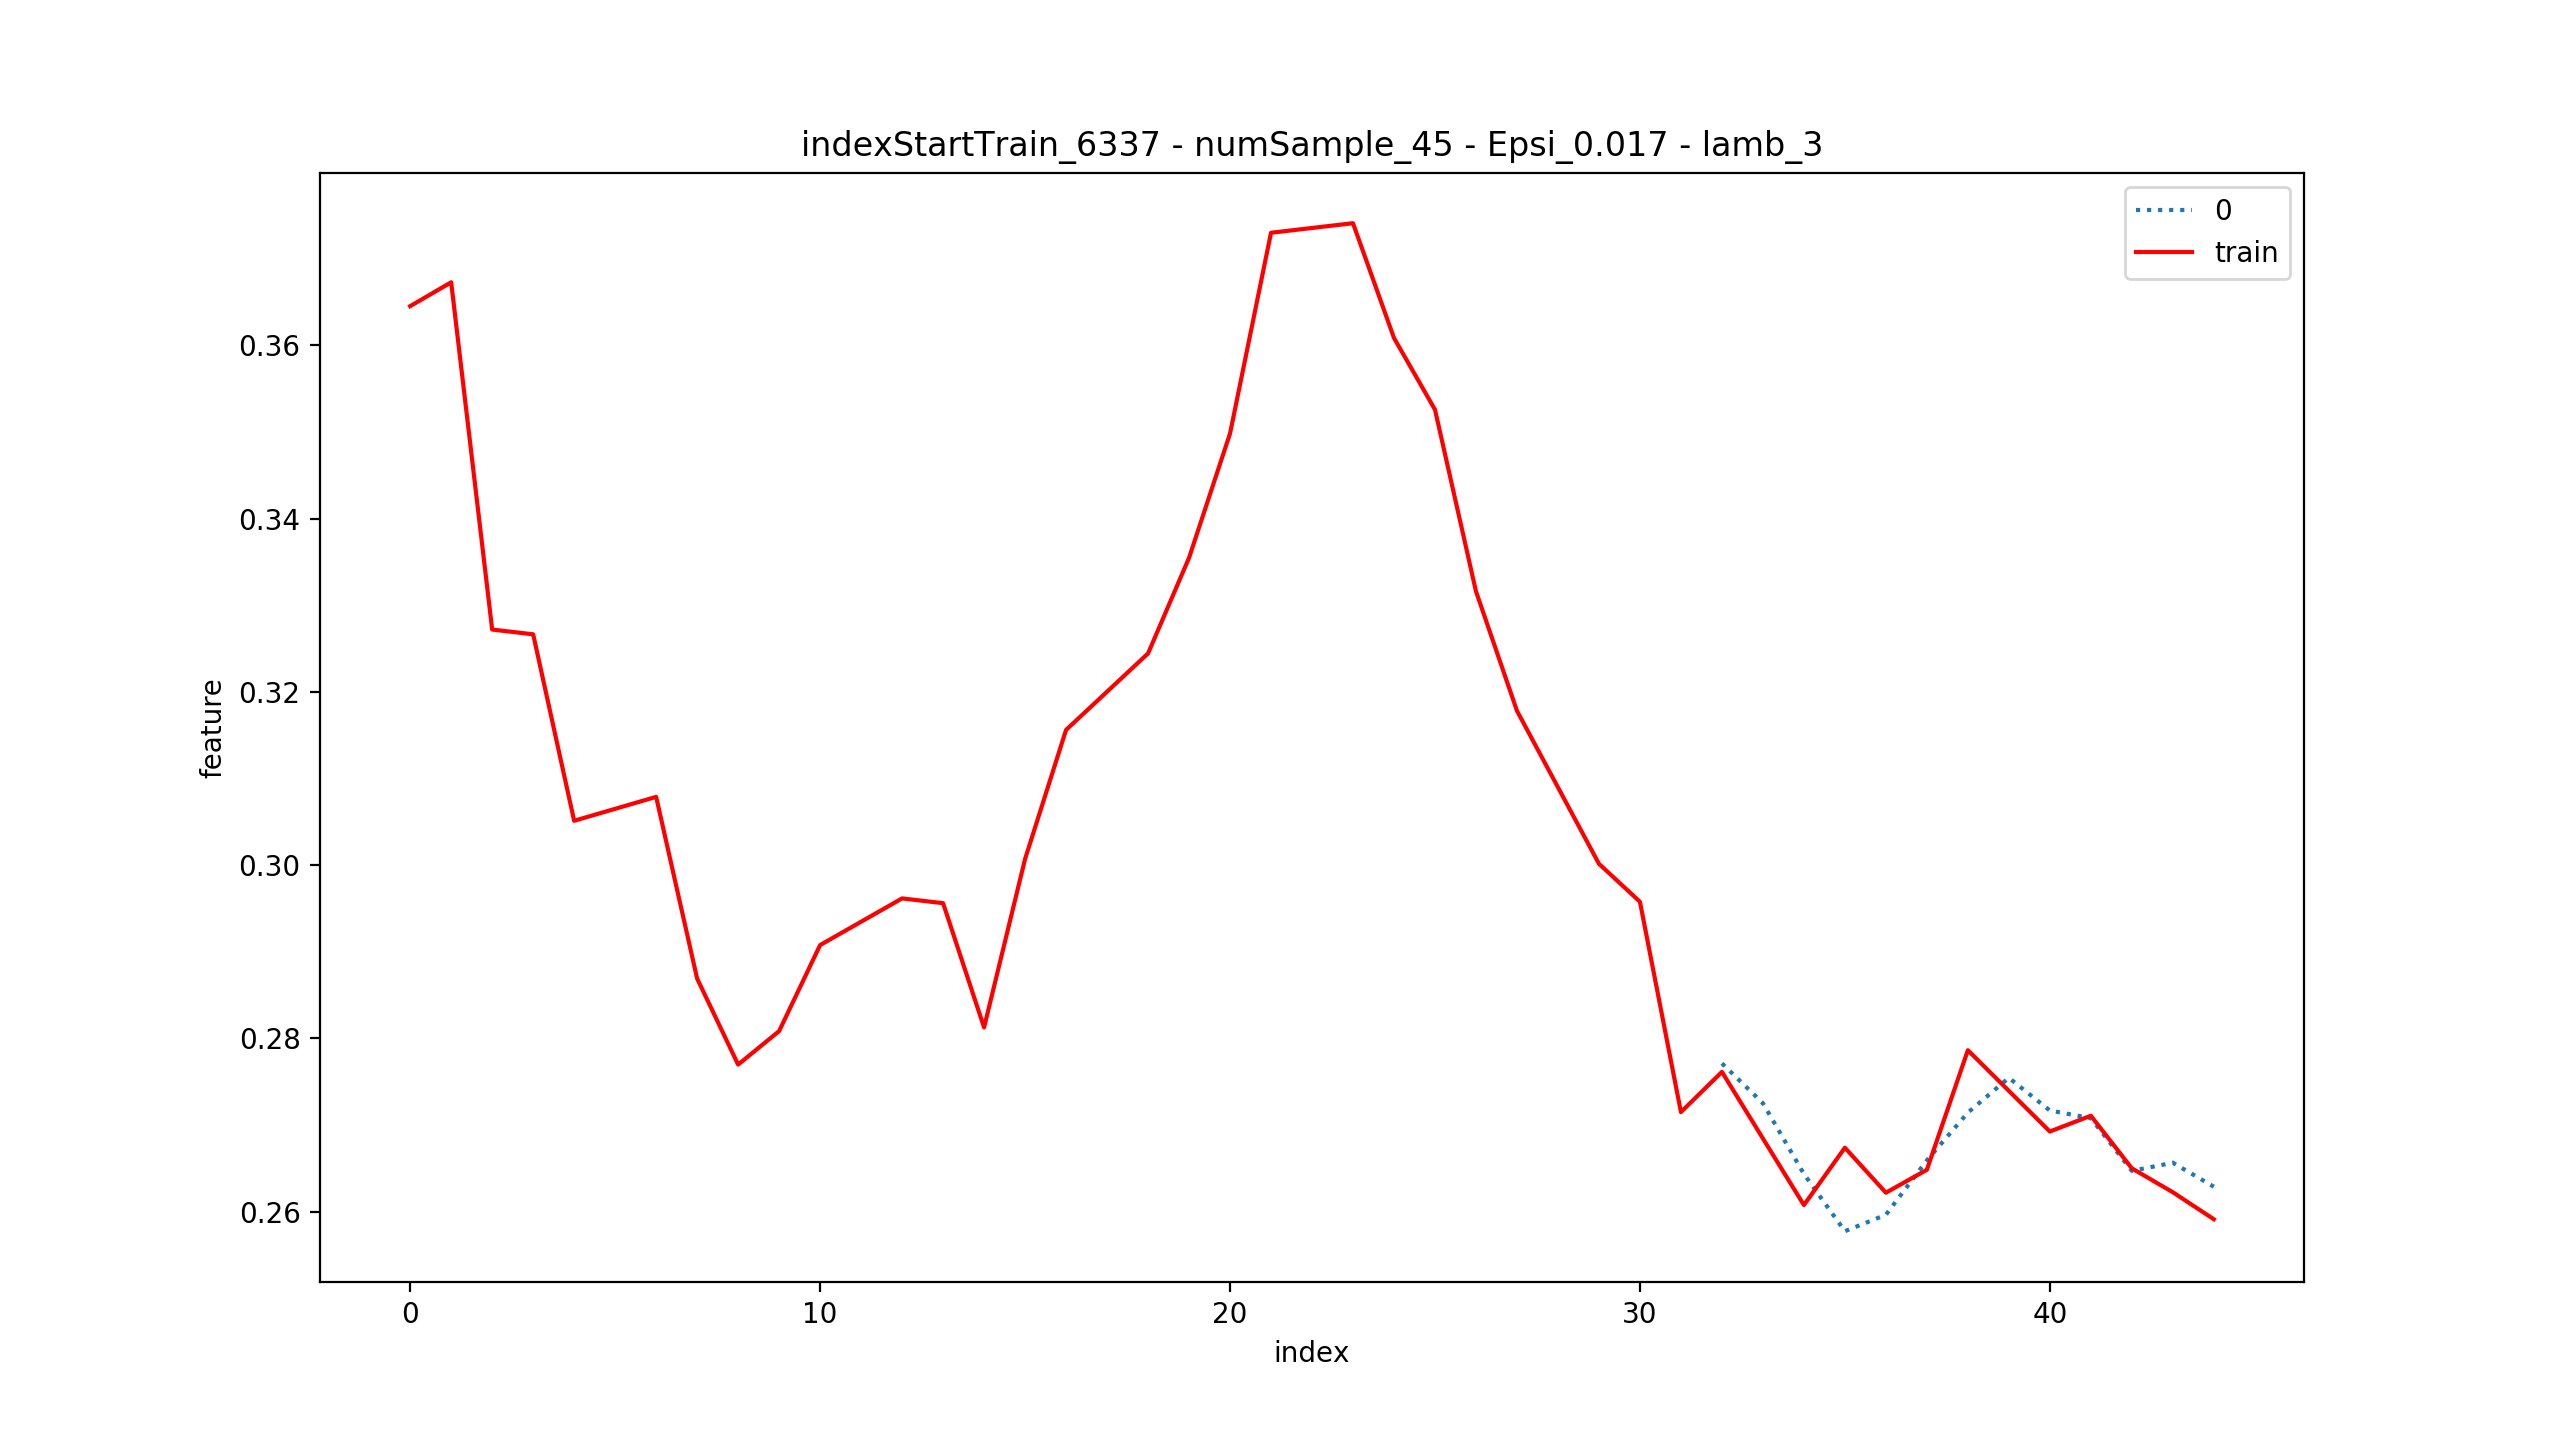 indexStartTrain_6337 - numSample_45 - Epsi_0.017 - lamb_3
0
train
0.36
0.34
0.32
0.30
0.28
0.26
feature
0 10 20 30 40
index